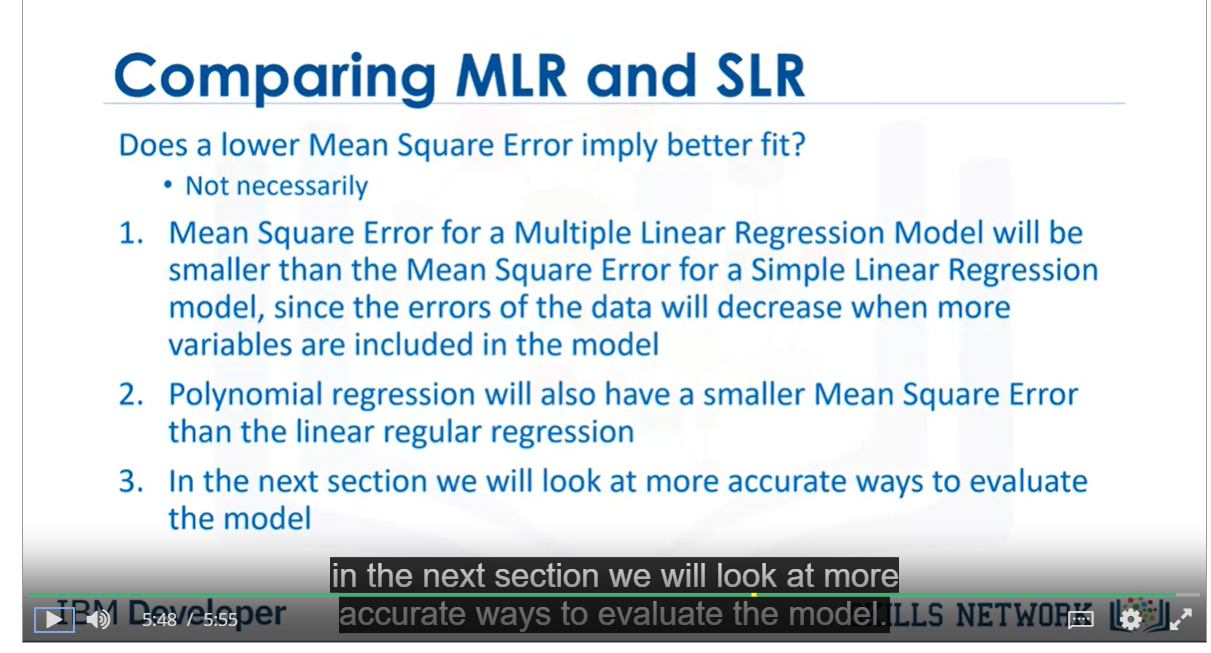 Comparing MLR and SLR
Does a lower Mean Square Error imply better fit?
• Not necessarily
1. Mean Square Error for a Multiple Linear Regression Model will be
smaller than the Mean Square Error for a Simple Linear Regression
model, since the errors of the data will decrease when more
variables are included in the model
2. Polynomial regression will also have a smaller Mean Square Error
than the linear regular regression
3. In the next section we will look at more accurate ways to evaluate
the model
in the next section we will look at more
accurate ways to evaluate the model.
IBM Developer
5:48 / 5:55
ILLS NETWORK